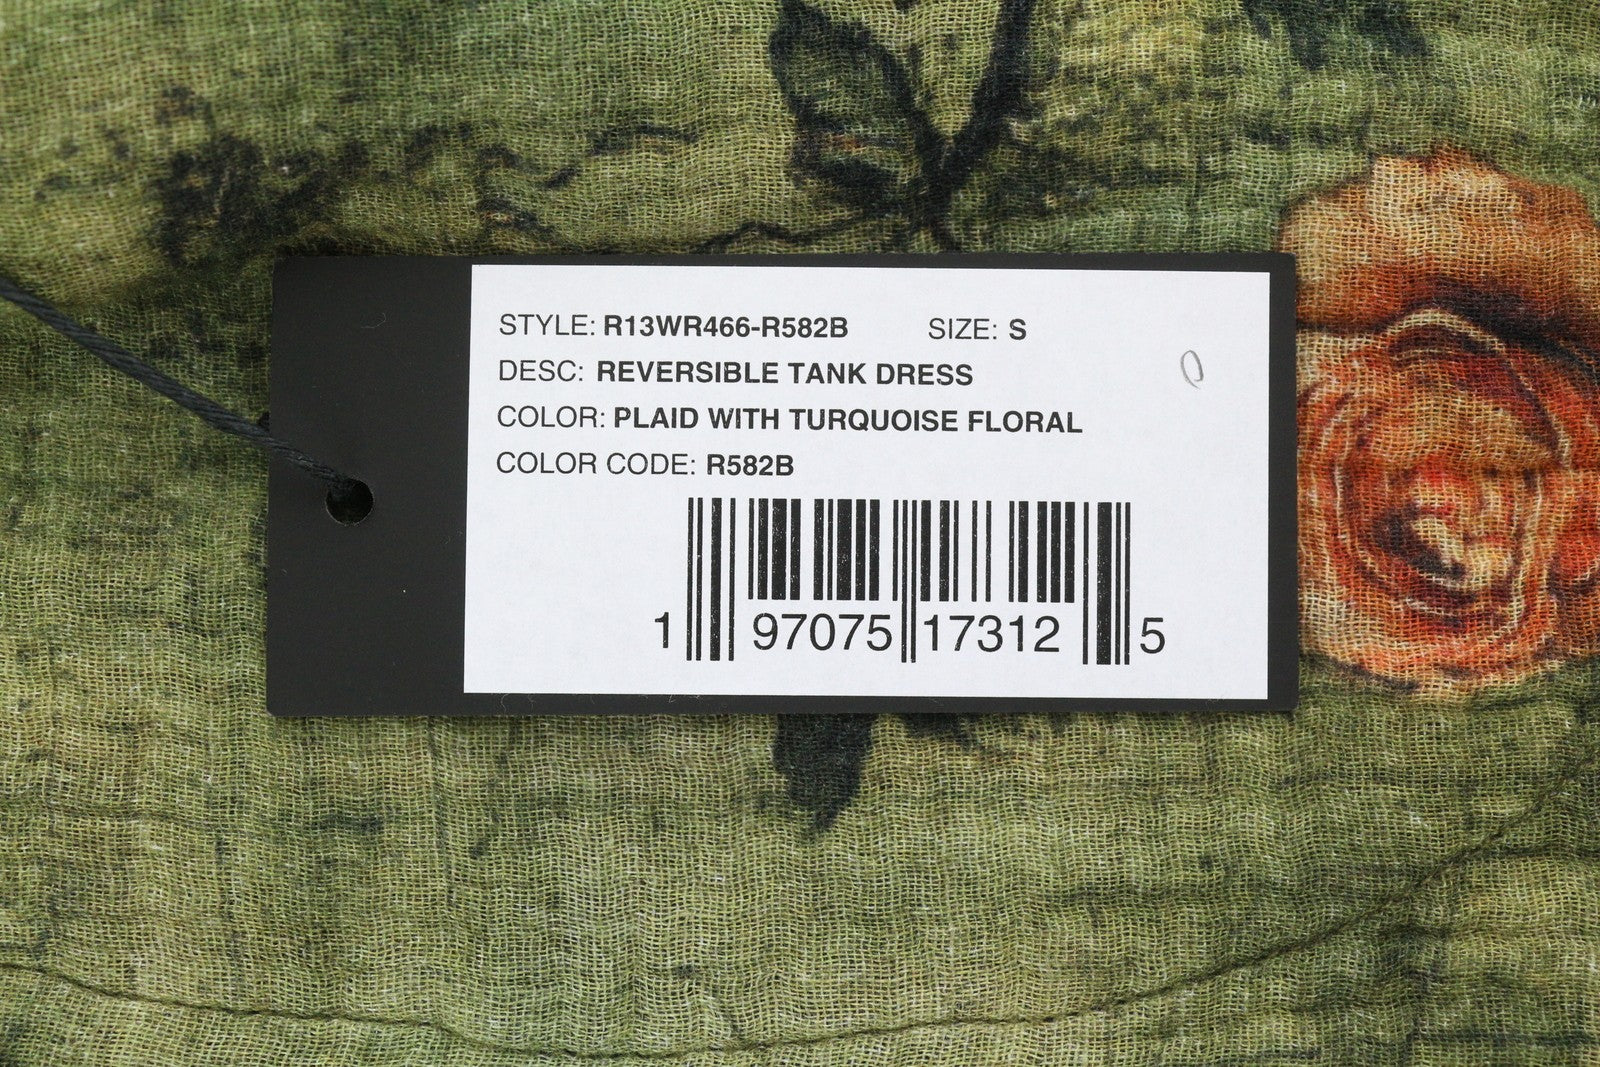 STYLE: R13WR466-R582B SIZE: S
DESC: REVERSIBLE TANK DRESS
COLOR: PLAID WITH TURQUOISE FLORAL
COLOR CODE: R582B
1 97075 17312 5